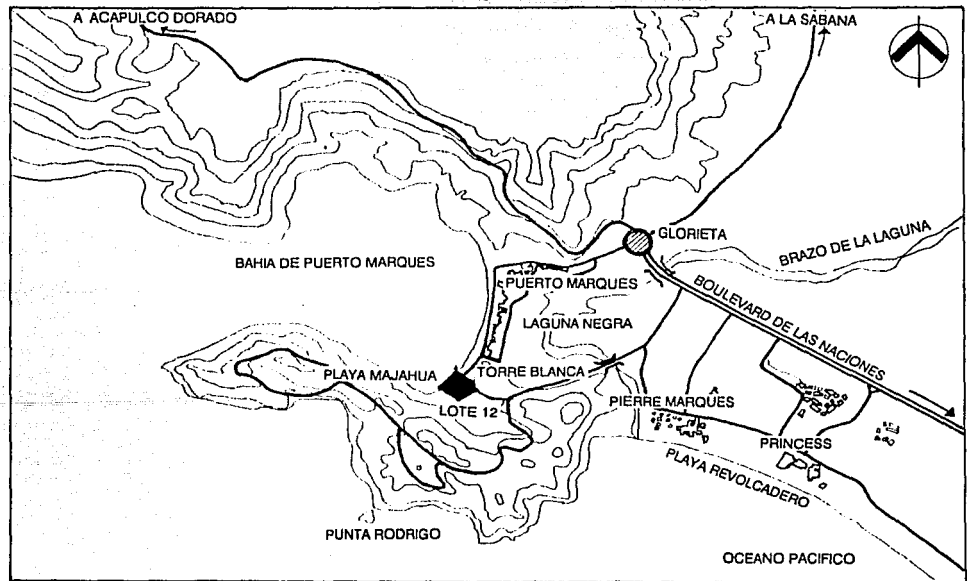 A ACAPULCO DORADO
A LA SABANA
GLORIETA
BRAZO DE LA LAGUNA
BAHIA DE PUERTO MARQUES
PUERTO MARQUES
BOULEVARD DE LAS NACIONES
LAGUNA NEGRA
PLAYA MAJAHUA
TORRE BLANCA
LOTE 12
PIERRE MARQUES
PRINCESS
PLAYA REVOLCADERO
PUNTA RODRIGO
OCEANO PACIFICO